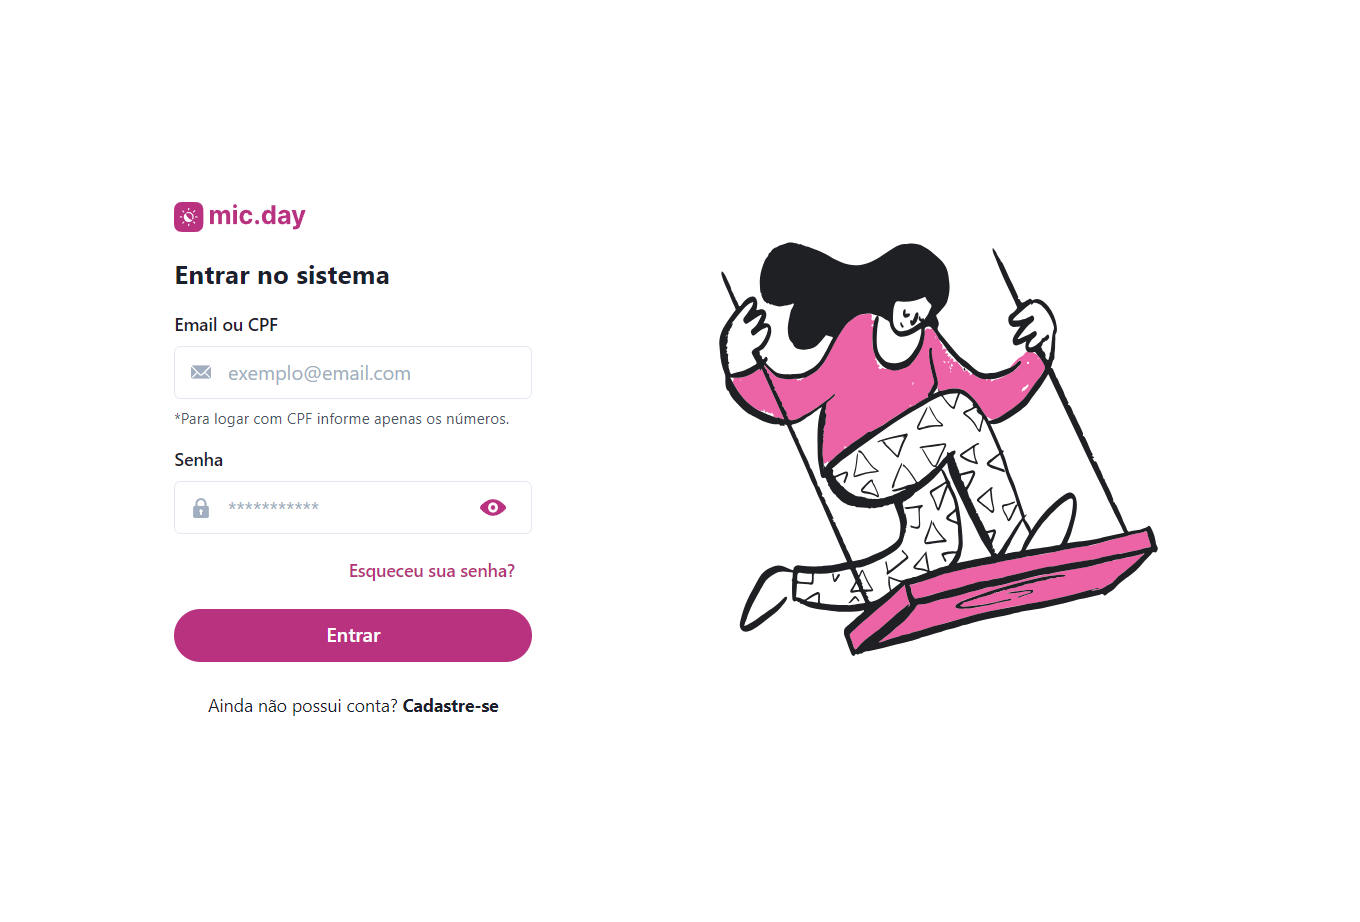 mic.day
Entrar no sistema
Email ou CPF
exemplo@email.com
*Para logar com CPF informe apenas os números.
Senha
***********
Esqueceu sua senha?
Entrar
Ainda não possui conta? Cadastre-se